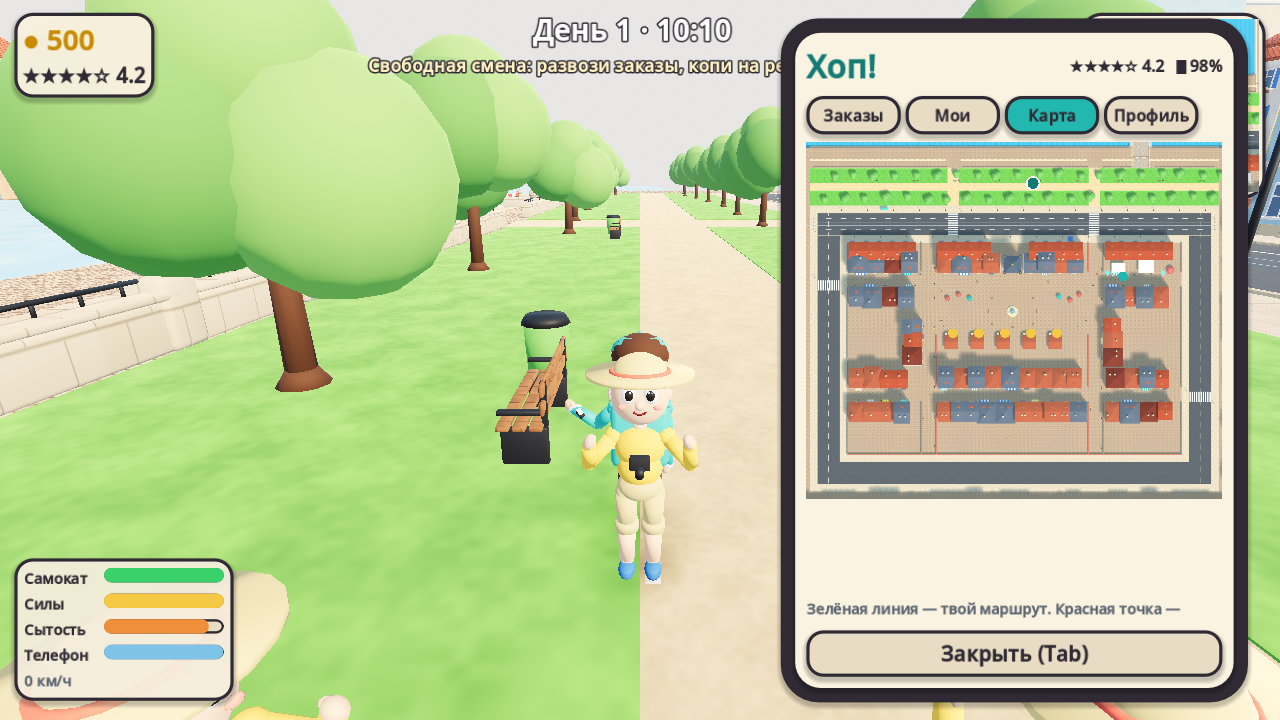 500
★★★★☆ 4.2
День 1 · 10:10
Свободная смена: развози заказы, копи на
Хоп!
★★★★☆ 4.2
98%
Заказы
Мои
Карта
Профиль
Зелёная линия — твой маршрут. Красная точка —
Закрыть (Tab)
Самокат
Силы
Сытость
Телефон
0 км/ч